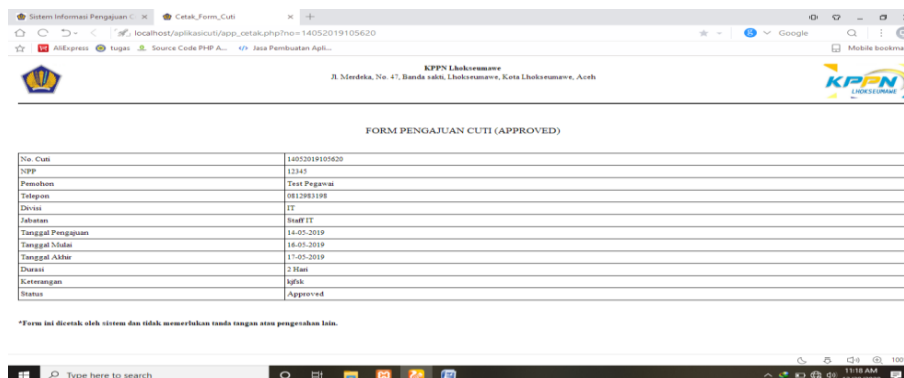 Sistem Informasi Pengajuan C
Cetak_Form_Cuti
localhost/aplikasicuti/app_cetak.php?no=14052019105620
Google
AliExpress
tugas
Source Code PHP A...
</> Jasa Pembuatan Apli...
Mobile bookma
KPPN Lhokseumawe
Jl. Merdeka, No. 47, Banda sakti, Lhokseumawe, Kota Lhokseumawe, Aceh
KPPN
LHOKSEUMAWE
FORM PENGAJUAN CUTI (APPROVED)
No. Cuti 14052019105620
NPP 12345
Pemohon Test Pegawai
Telepon 0812983198
Divisi IT
Jabatan Staff IT
Tanggal Pengajuan 14-05-2019
Tanggal Mulai 16-05-2019
Tanggal Akhir 17-05-2019
Durasi 2 Hari
Keterangan kjfsk
Status Approved
*Form ini dicetak oleh sistem dan tidak memerlukan tanda tangan atau pengesahan lain.
100
Type here to search
11:18 AM